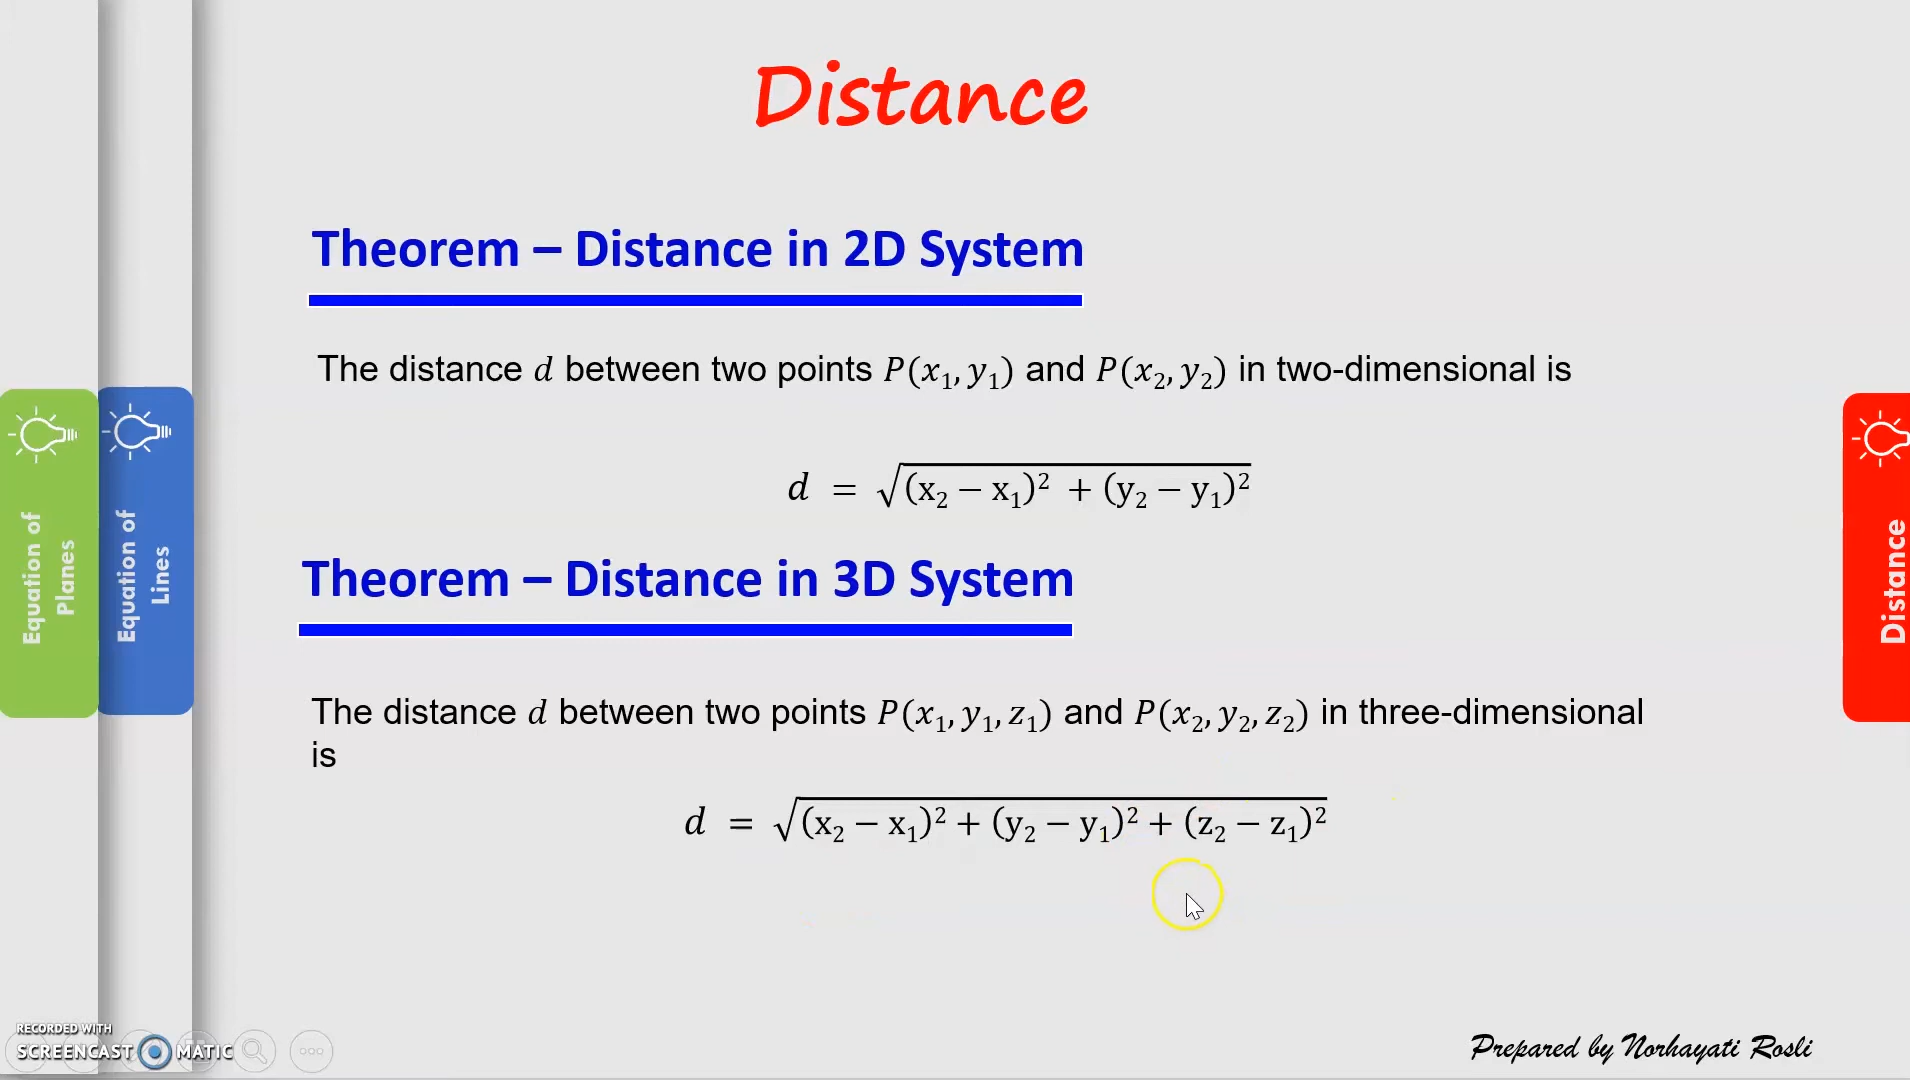 Distance
Theorem – Distance in 2D System
The distance d between two points P(x₁, y₁) and P(x₂, y₂) in two-dimensional is
d = √(x₂ − x₁)² + (y₂ − y₁)²
Theorem – Distance in 3D System
The distance d between two points P(x₁, y₁, z₁) and P(x₂, y₂, z₂) in three-dimensional
is
d = √(x₂ − x₁)² + (y₂ − y₁)² + (z₂ − z₁)²
Equation of
Planes
Equation of
Lines
Distance
RECORDED WITH
SCREENCAST MATIC
Prepared by Norhayati Rosli